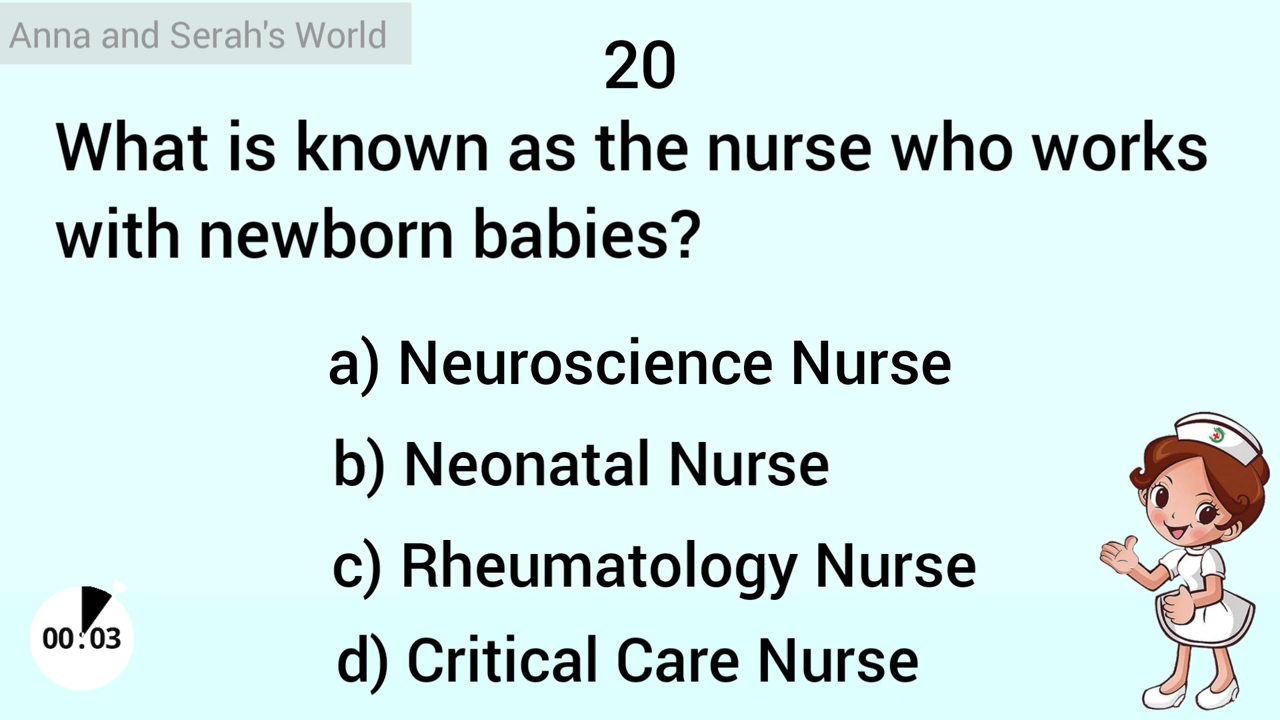 Anna and Serah's World
20
What is known as the nurse who works
with newborn babies?
a) Neuroscience Nurse
b) Neonatal Nurse
c) Rheumatology Nurse
d) Critical Care Nurse
00:03